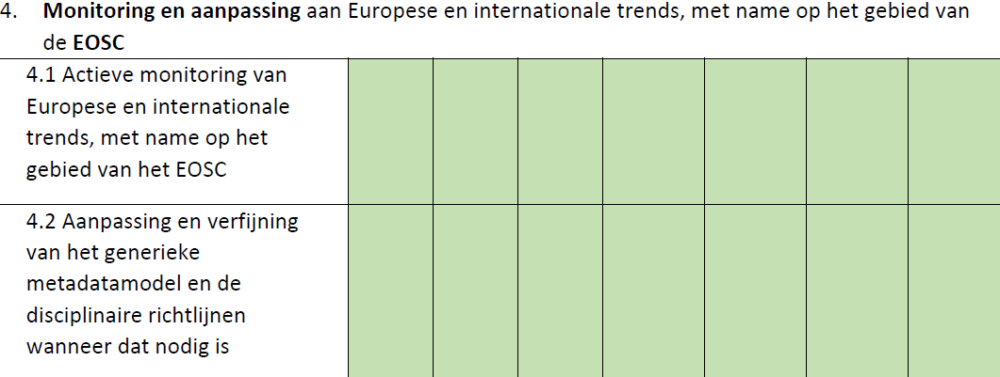 4. Monitoring en aanpassing aan Europese en internationale trends, met name op het gebied van
de EOSC
4.1 Actieve monitoring van
Europese en internationale
trends, met name op het
gebied van het EOSC
4.2 Aanpassing en verfijning
van het generieke
metadatamodel en de
disciplinaire richtlijnen
wanneer dat nodig is